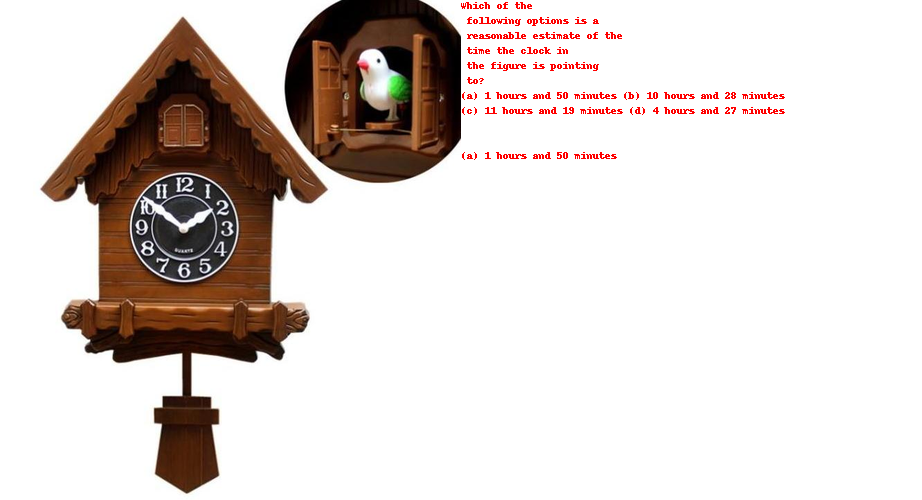 Which of the
following options is a
reasonable estimate of the
time the clock in
the figure is pointing
to?
(a) 1 hours and 50 minutes (b) 10 hours and 28 minutes
(c) 11 hours and 19 minutes (d) 4 hours and 27 minutes
(a) 1 hours and 50 minutes
12
11 1
10 2
9 3
8 4
7 5
6
QUARTZ